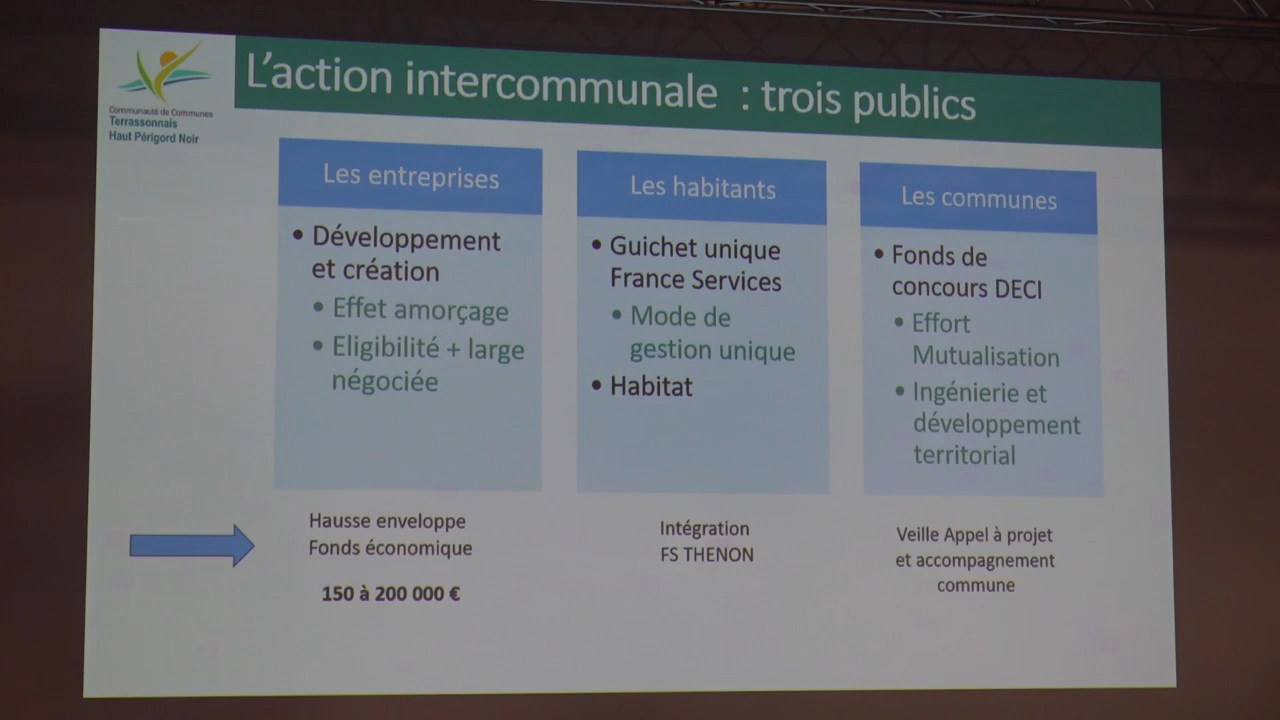 Communauté de Communes
Terrassonnais
Haut Périgord Noir
L'action intercommunale : trois publics
Les entreprises
• Développement
et création
• Effet amorçage
• Eligibilité + large
négociée
Les habitants
• Guichet unique
France Services
• Mode de
gestion unique
• Habitat
Les communes
• Fonds de
concours DECI
• Effort
Mutualisation
• Ingénierie et
développement
territorial
Hausse enveloppe
Fonds économique
150 à 200 000 €
Intégration
FS THENON
Veille Appel à projet
et accompagnement
commune